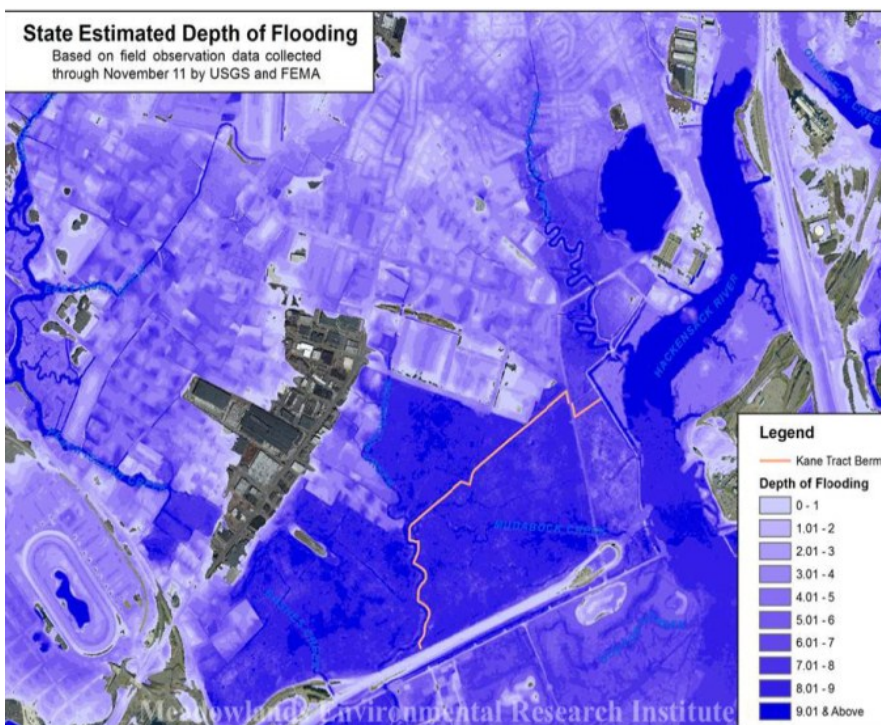 State Estimated Depth of Flooding
Based on field observation data collected
through November 11 by USGS and FEMA
OVERPECK CREEK
HACKENSACK RIVER
Legend
Kane Tract Berm
Depth of Flooding
0 - 1
1.01 - 2
2.01 - 3
3.01 - 4
4.01 - 5
5.01 - 6
6.01 - 7
7.01 - 8
8.01 - 9
9.01 & Above
Meadowlands Environmental Research Institute